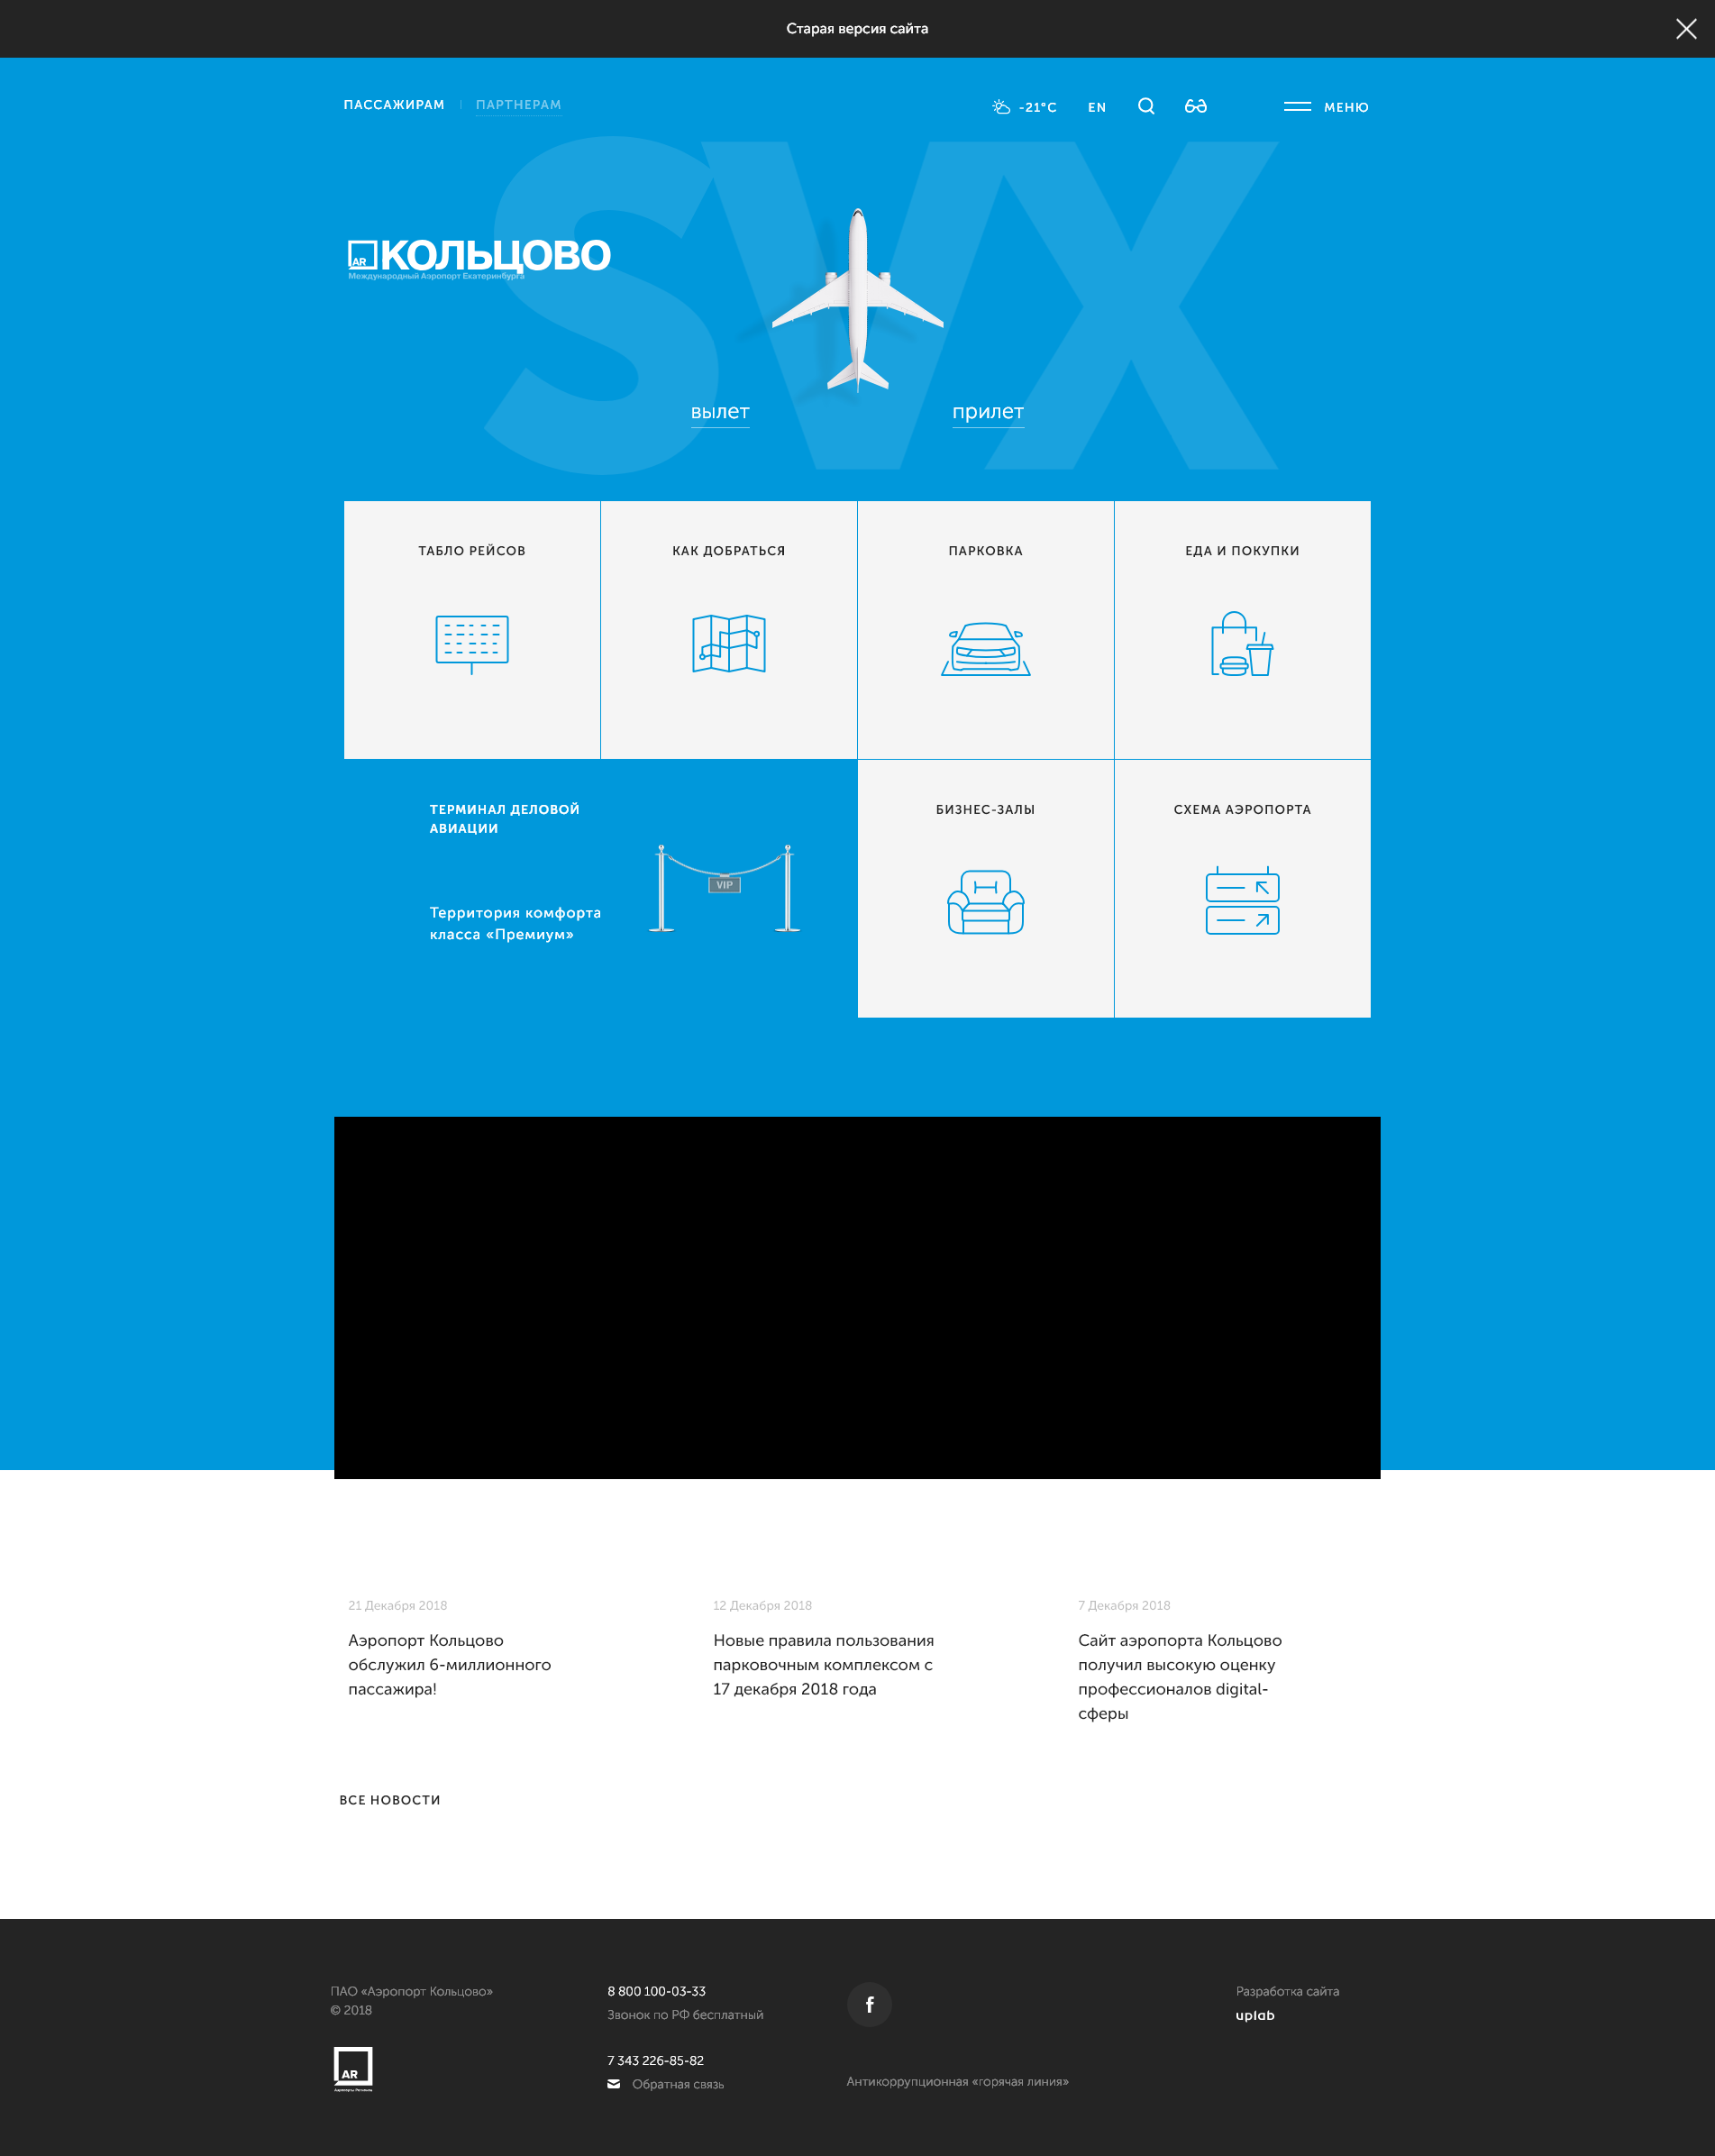 Старая версия сайта
ПАССАЖИРАМ
ПАРТНЕРАМ
-21°C
EN
МЕНЮ
SVX
AR
КОЛЬЦОВО
Международный Аэропорт Екатеринбурга
вылет
прилет
ТАБЛО РЕЙСОВ
КАК ДОБРАТЬСЯ
ПАРКОВКА
ЕДА И ПОКУПКИ
ТЕРМИНАЛ ДЕЛОВОЙ
АВИАЦИИ
Территория комфорта
класса «Премиум»
VIP
БИЗНЕС-ЗАЛЫ
СХЕМА АЭРОПОРТА
21 Декабря 2018
Аэропорт Кольцово
обслужил 6-миллионного
пассажира!
12 Декабря 2018
Новые правила пользования
парковочным комплексом с
17 декабря 2018 года
7 Декабря 2018
Сайт аэропорта Кольцово
получил высокую оценку
профессионалов digital-
сферы
ВСЕ НОВОСТИ
ПАО «Аэропорт Кольцово»
© 2018
AR
Аэропорты Регионов
8 800 100-03-33
Звонок по РФ бесплатный
7 343 226-85-82
Обратная связь
f
Антикоррупционная «горячая линия»
Разработка сайта
uplab